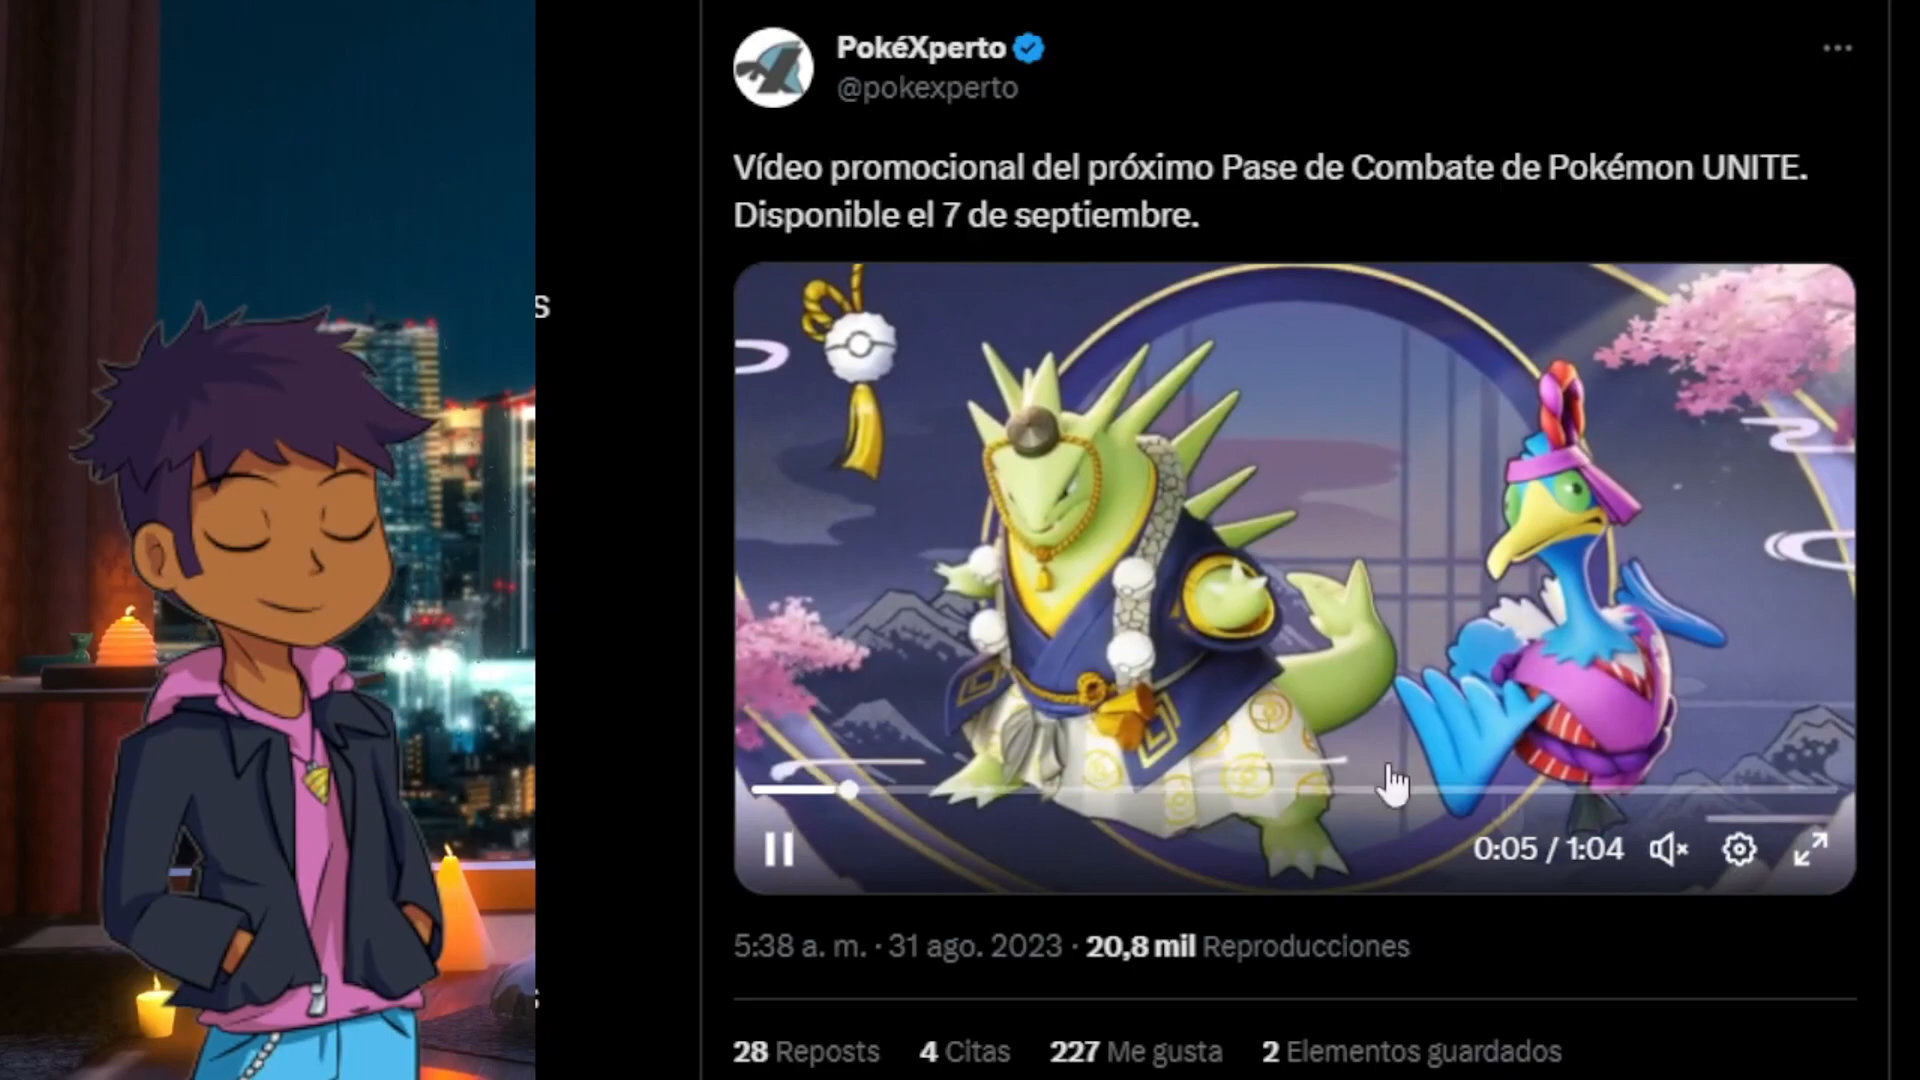 PokéXperto
@pokexperto
Vídeo promocional del próximo Pase de Combate de Pokémon UNITE.
Disponible el 7 de septiembre.
s
0:05 / 1:04
5:38 a. m. · 31 ago. 2023 · 20,8 mil Reproducciones
s
28 Reposts 4 Citas 227 Me gusta 2 Elementos guardados